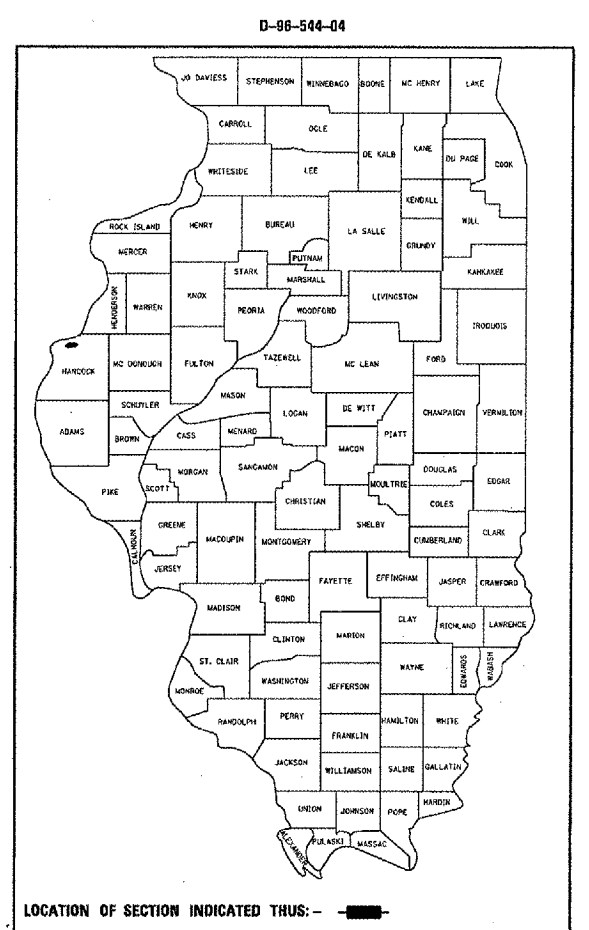 D-96-544-04
JO DAVIESS
STEPHENSON
WINNEBAGO
BOONE
MC HENRY
LAKE
CARROLL
OGLE
DE KALB
KANE
DU PAGE
COOK
WHITESIDE
LEE
KENDALL
WILL
ROCK ISLAND
HENRY
BUREAU
LA SALLE
GRUNDY
MERCER
PUTNAM
STARK
MARSHALL
KANKAKEE
HENDERSON
WARREN
KNOX
PEORIA
WOODFORD
LIVINGSTON
IROQUOIS
HANCOCK
MC DONOUGH
FULTON
TAZEWELL
MC LEAN
FORD
MASON
SCHUYLER
LOGAN
DE WITT
CHAMPAIGN
VERMILION
ADAMS
BROWN
CASS
MENARD
MACON
PIATT
PIKE
SCOTT
MORGAN
SANGAMON
CHRISTIAN
MOULTRIE
DOUGLAS
EDGAR
COLES
SHELBY
GREENE
CALHOUN
JERSEY
MACOUPIN
MONTGOMERY
CUMBERLAND
CLARK
FAYETTE
EFFINGHAM
JASPER
CRAWFORD
MADISON
BOND
CLAY
RICHLAND
LAWRENCE
CLINTON
MARION
ST. CLAIR
WAYNE
EDWARDS
WABASH
WASHINGTON
JEFFERSON
MONROE
RANDOLPH
PERRY
HAMILTON
WHITE
FRANKLIN
JACKSON
WILLIAMSON
SALINE
GALLATIN
UNION
JOHNSON
POPE
HARDIN
ALEXANDER
PULASKI
MASSAC
LOCATION OF SECTION INDICATED THUS: -